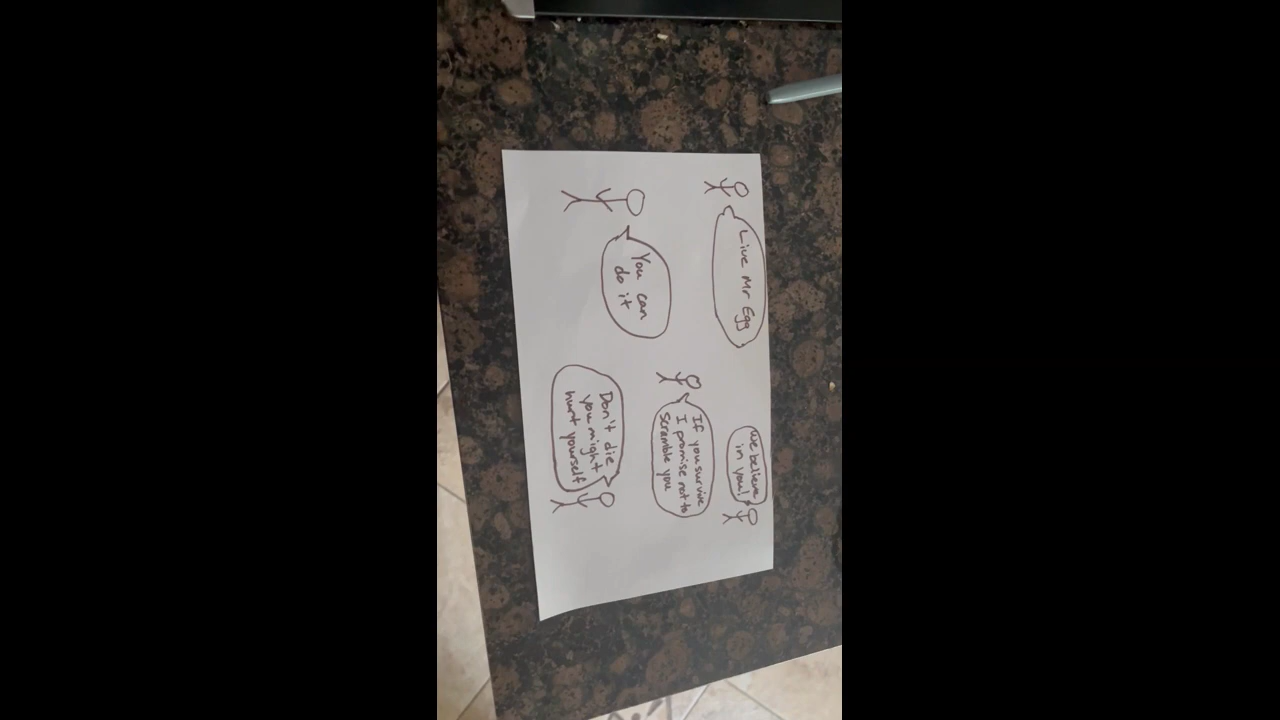 Live Mr Egg
we believe
in you!
If you survive
I promise not to
scramble you
You can
do it
Don't die
you might
hurt yourself